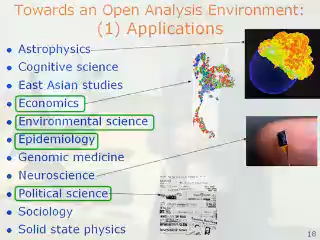 Towards an Open Analysis Environment:
(1) Applications
Astrophysics
Cognitive science
East Asian studies
Economics
Environmental science
Epidemiology
Genomic medicine
Neuroscience
Political science
Sociology
Solid state physics
18